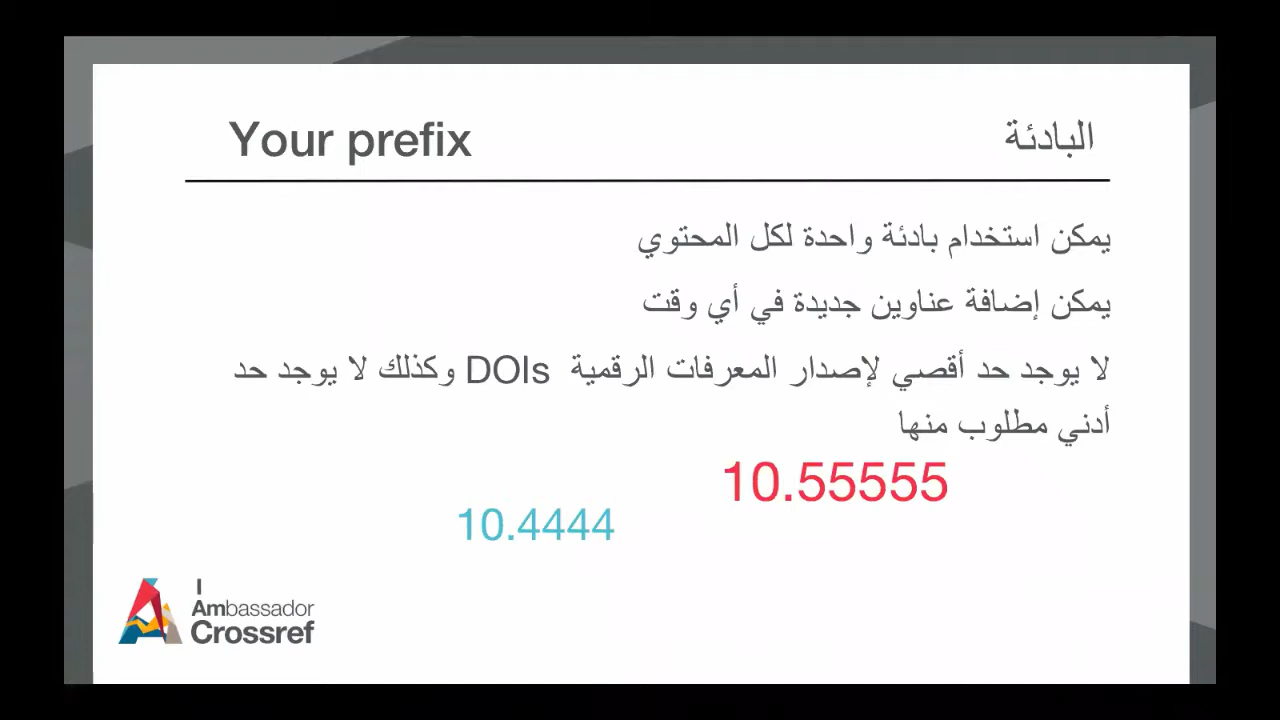 Your prefix
البادئة
يمكن استخدام بادئة واحدة لكل المحتوي
يمكن إضافة عناوين جديدة في أي وقت
لا يوجد حد أقصي لإصدار المعرفات الرقمية DOIs وكذلك لا يوجد حد
أدني مطلوب منها
10.55555
10.4444
I
Ambassador
Crossref